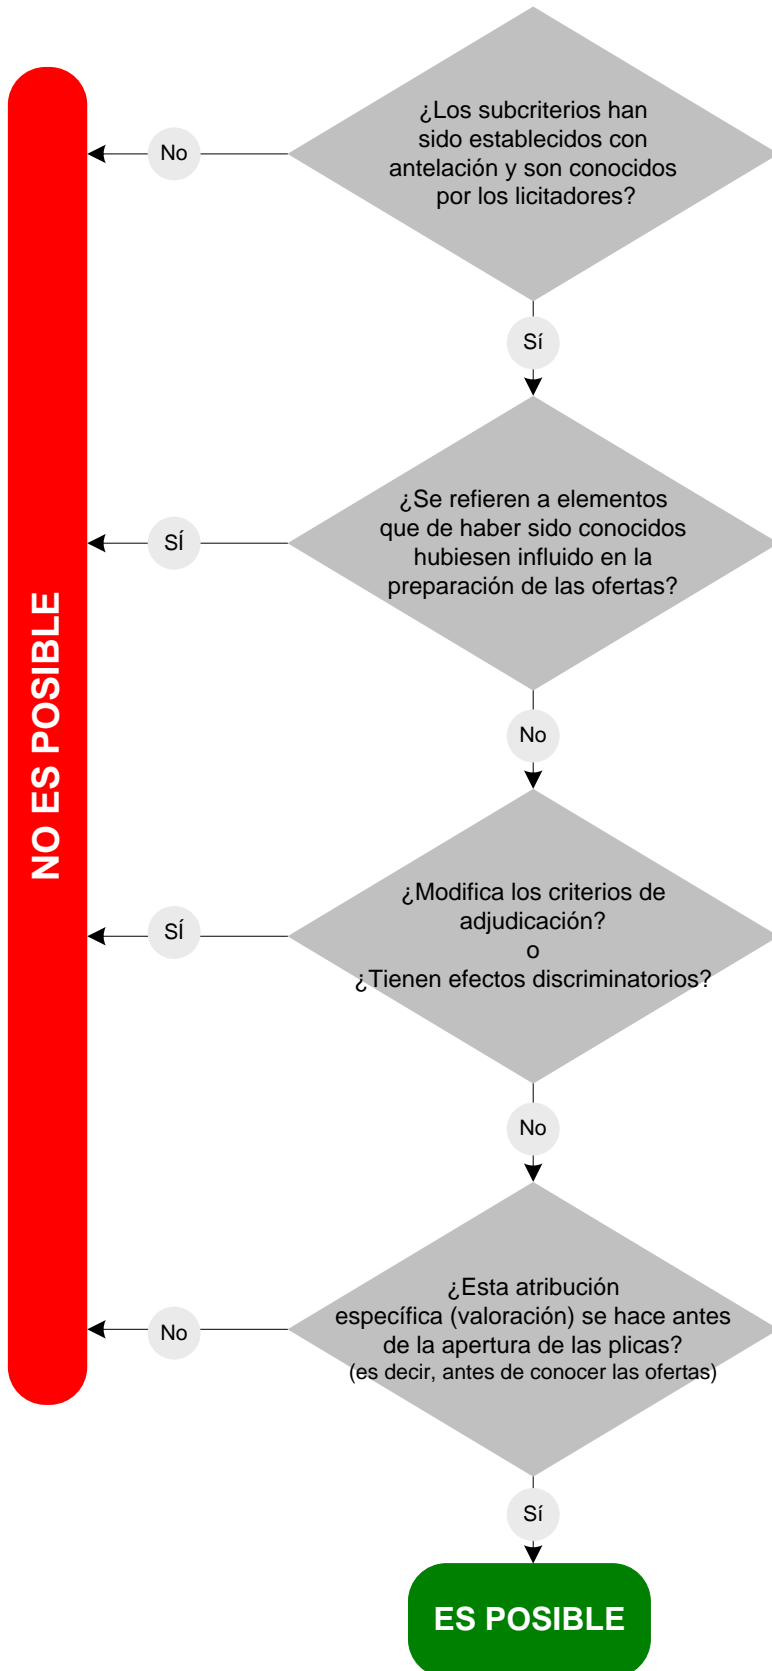 ¿Los subcriterios han
sido establecidos con
antelación y son conocidos
por los licitadores?
No
Sí
¿Se refieren a elementos
que de haber sido conocidos
hubiesen influido en la
preparación de las ofertas?
SÍ
No
NO ES POSIBLE
¿Modifica los criterios de
adjudicación?
o
¿Tienen efectos discriminatorios?
SÍ
No
¿Esta atribución
específica (valoración) se hace antes
de la apertura de las plicas?
(es decir, antes de conocer las ofertas)
No
Sí
ES POSIBLE